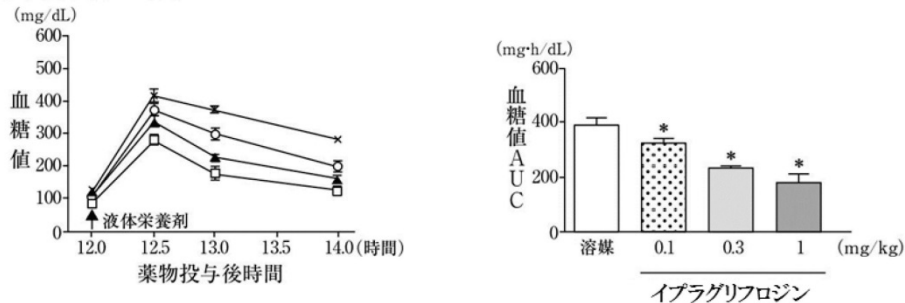 (mg/dL)
600
500
400
300
200
100
0
血糖値
液体栄養剤
12.0 12.5 13.0 13.5 14.0 (時間)
薬物投与後時間
(mg·h/dL)
600
400
200
0
血糖値AUC
* * *
溶媒 0.1 0.3 1 (mg/kg)
イプラグリフロジン